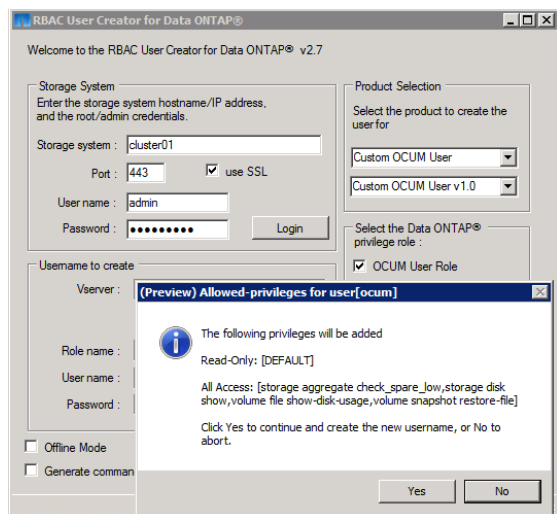 RBAC User Creator for Data ONTAP®
Welcome to the RBAC User Creator for Data ONTAP® v2.7
Storage System
Enter the storage system hostname/IP address,
and the root/admin credentials.
Storage system : cluster01
Port : 443 use SSL
User name : admin
Password : ●●●●●●●●● Login
Product Selection
Select the product to create the
user for
Custom OCUM User
Custom OCUM User v1.0
Select the Data ONTAP®
privilege role :
OCUM User Role
Username to create
Vserver :
Role name :
User name :
Password :
Offline Mode
Generate comman
(Preview) Allowed-privileges for user[ocum]
The following privileges will be added
Read-Only: [DEFAULT]
All Access: [storage aggregate check_spare_low,storage disk
show,volume file show-disk-usage,volume snapshot restore-file]
Click Yes to continue and create the new username, or No to
abort.
Yes No